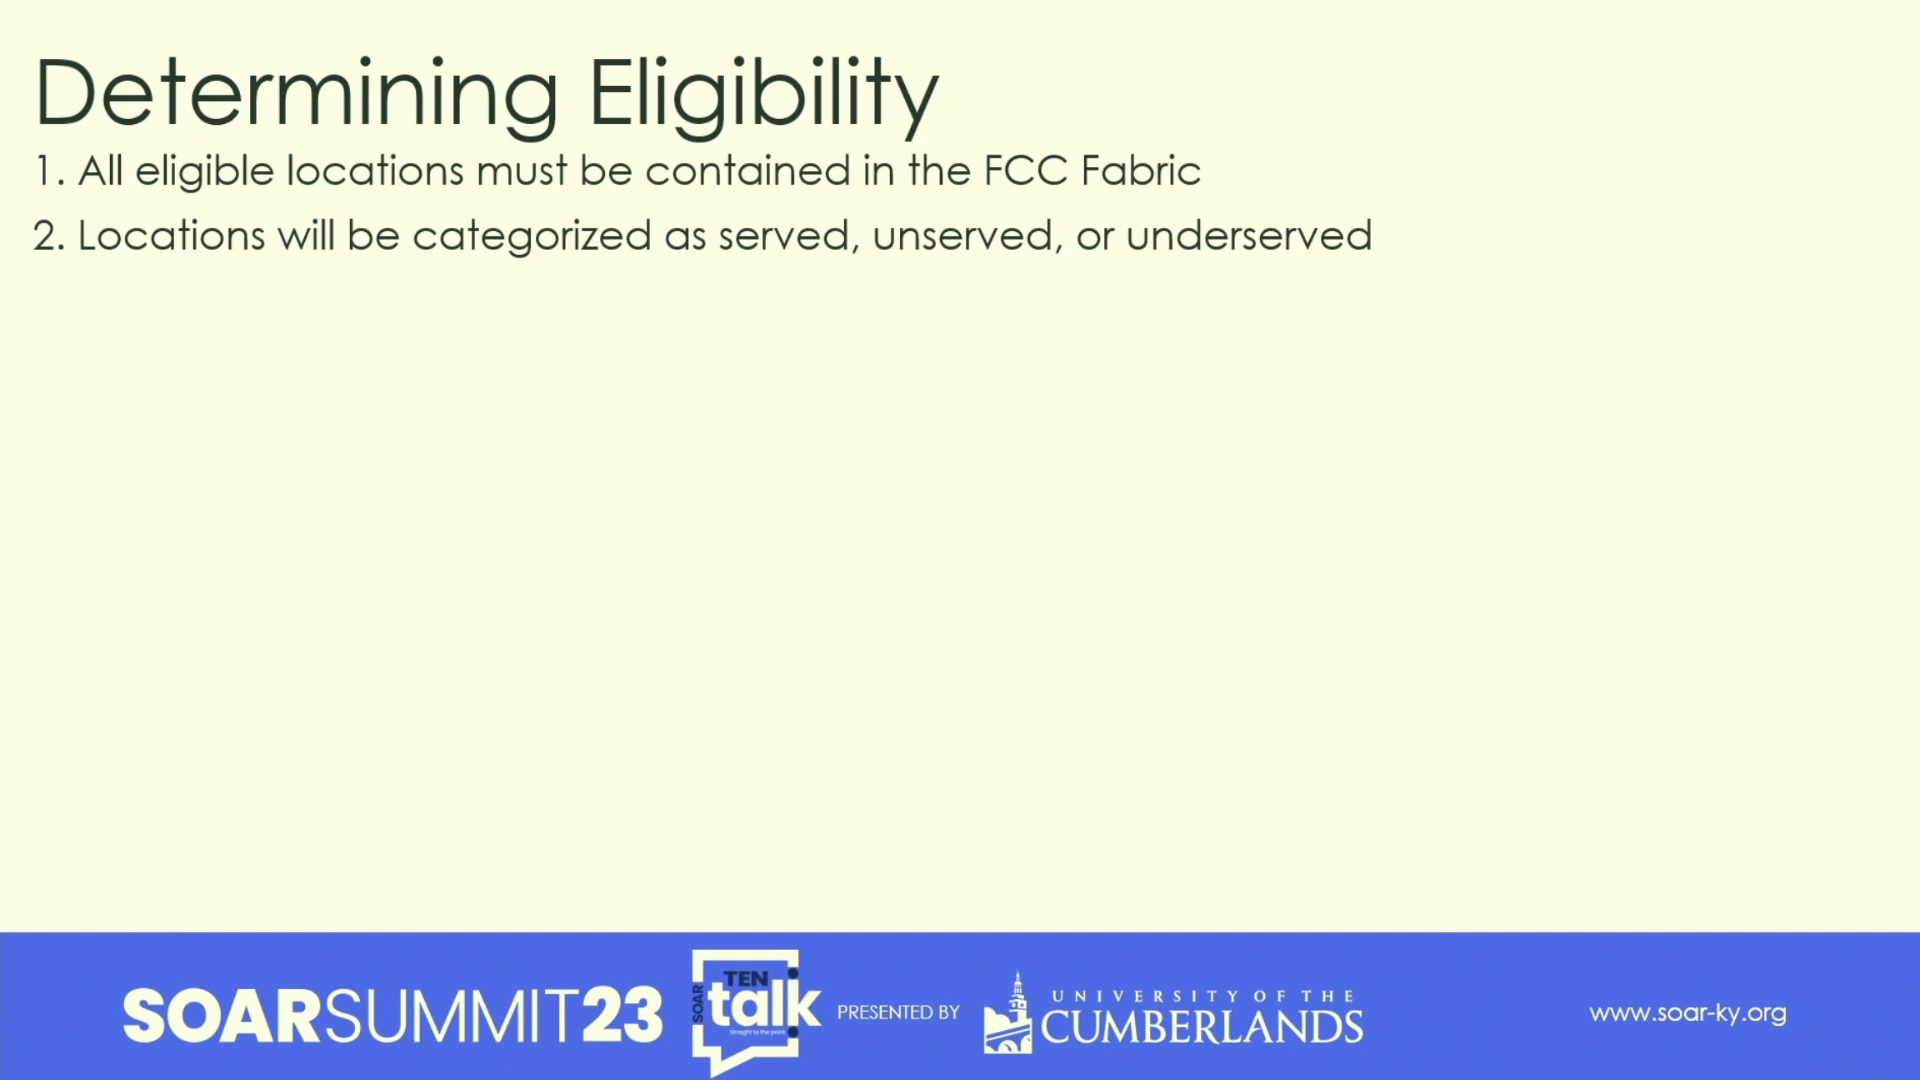 Determining Eligibility
1. All eligible locations must be contained in the FCC Fabric
2. Locations will be categorized as served, unserved, or underserved
SOARSUMMIT23
SOAR
TEN
talk
Straight to the point
PRESENTED BY
UNIVERSITY OF THE
CUMBERLANDS
www.soar-ky.org